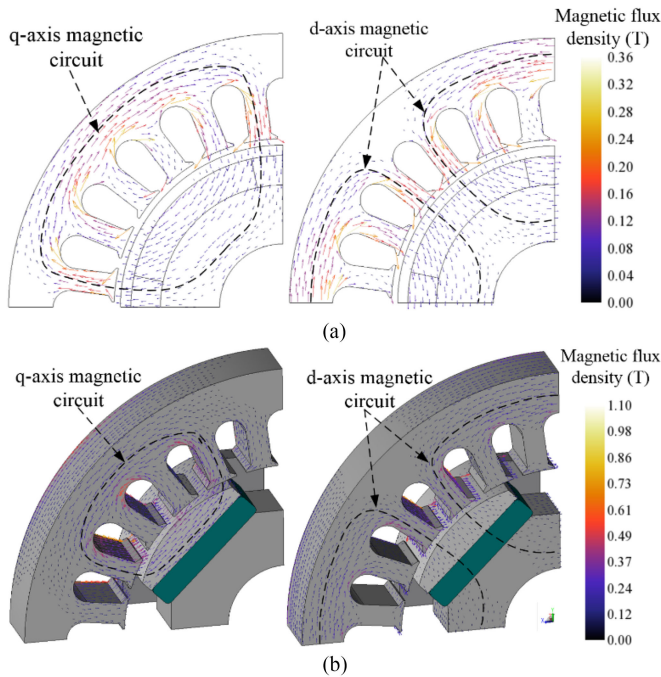 q-axis magnetic
circuit
d-axis magnetic
circuit
Magnetic flux
density (T)
0.36
0.32
0.28
0.24
0.20
0.16
0.12
0.08
0.04
0.00
(a)
q-axis magnetic
circuit
d-axis magnetic
circuit
Magnetic flux
density (T)
1.10
0.98
0.85
0.73
0.61
0.49
0.37
0.24
0.12
0.00
(b)